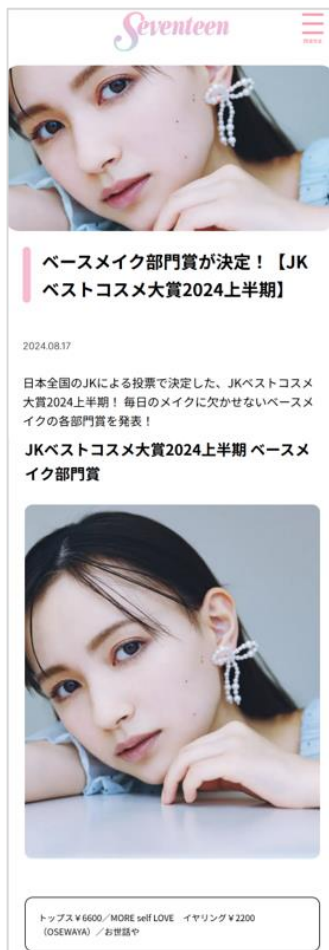 Seventeen
menu
ベースメイク部門賞が決定！【JK
ベストコスメ大賞2024上半期】
2024.08.17
日本全国のJKによる投票で決定した、JKベストコスメ
大賞2024上半期！ 毎日のメイクに欠かせないベースメ
イクの各部門賞を発表！
JKベストコスメ大賞2024上半期 ベースメ
イク部門賞
トップス￥6600／MORE self LOVE　イヤリング￥2200
（OSEWAYA）／お世話や